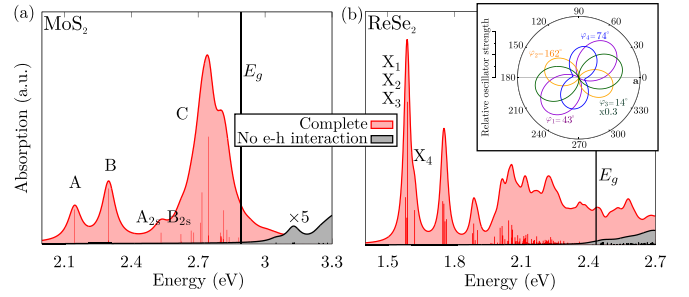 (a)
MoS₂
E_g
C
B
A
A₂ₛ B₂ₛ
×5
Absorption (a.u.)
2.1 2.4 2.7 3 3.3
Energy (eV)
Complete
No e-h interaction
(b)
ReSe₂
X₁
X₂
X₃
X₄
E_g
1.5 1.8 2.1 2.4 2.7
Energy (eV)
Relative oscillator strength
90
120 60
150 30
180 0
210 330
240 300
270
φ₄=74°
φ₂=162°
a
φ₃=14°
x0.3
φ₁=43°